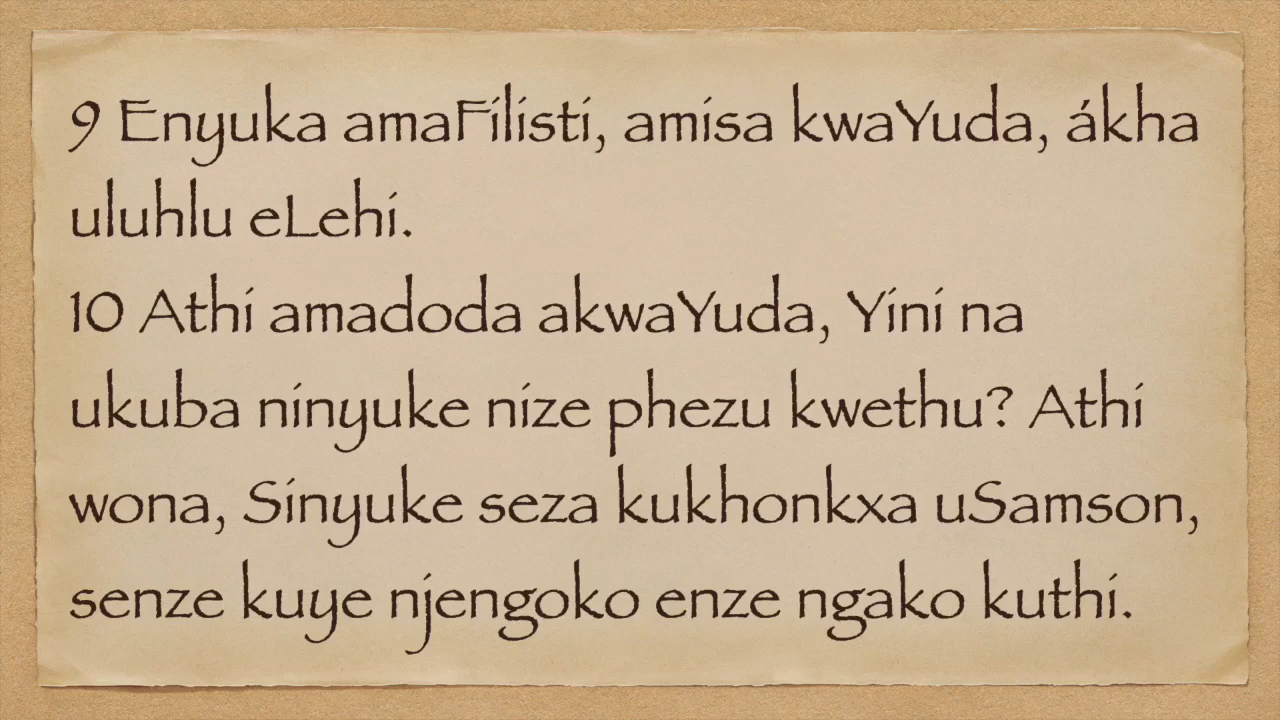 9 Enyuka amaFilisti, amisa kwaYuda, ákha
uluhlu eLehi.
10 Athi amadoda akwaYuda, Yini na
ukuba ninyuke nize phezu kwethu? Athi
wona, Sinyuke seza kukhonkxa uSamson,
senze kuye njengoko enze ngako kuthi.